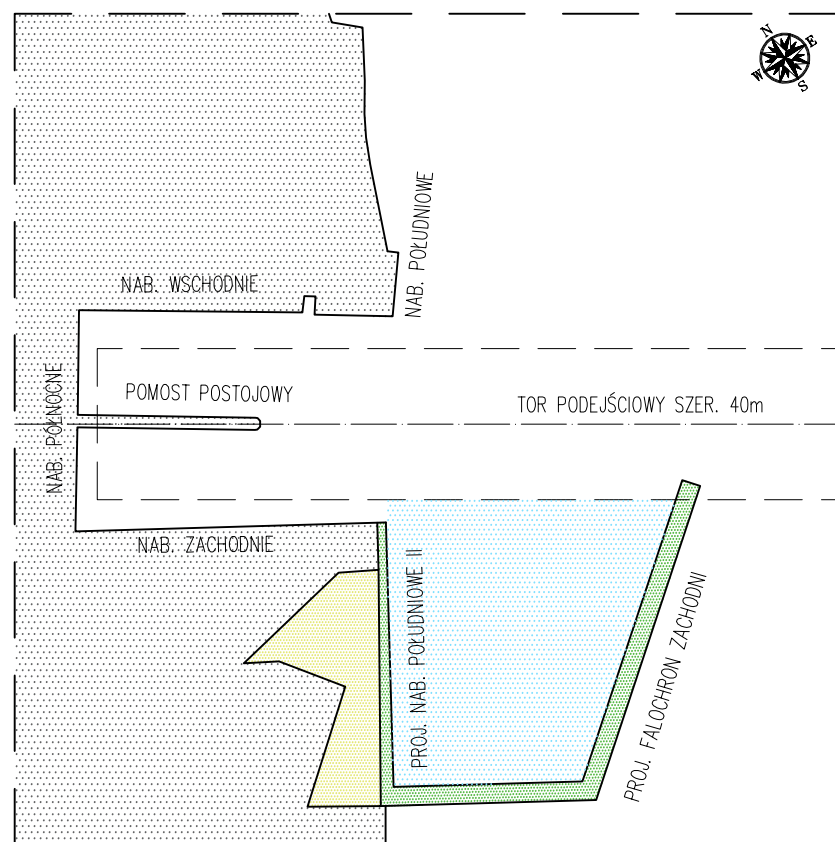 N
E
W
S
NAB. POŁUDNIOWE
NAB. WSCHODNIE
NAB. PÓŁNOCNE
POMOST POSTOJOWY
TOR PODEJŚCIOWY SZER. 40m
NAB. ZACHODNIE
PROJ. NAB. POŁUDNIOWE II
PROJ. FALOCHRON ZACHODNI